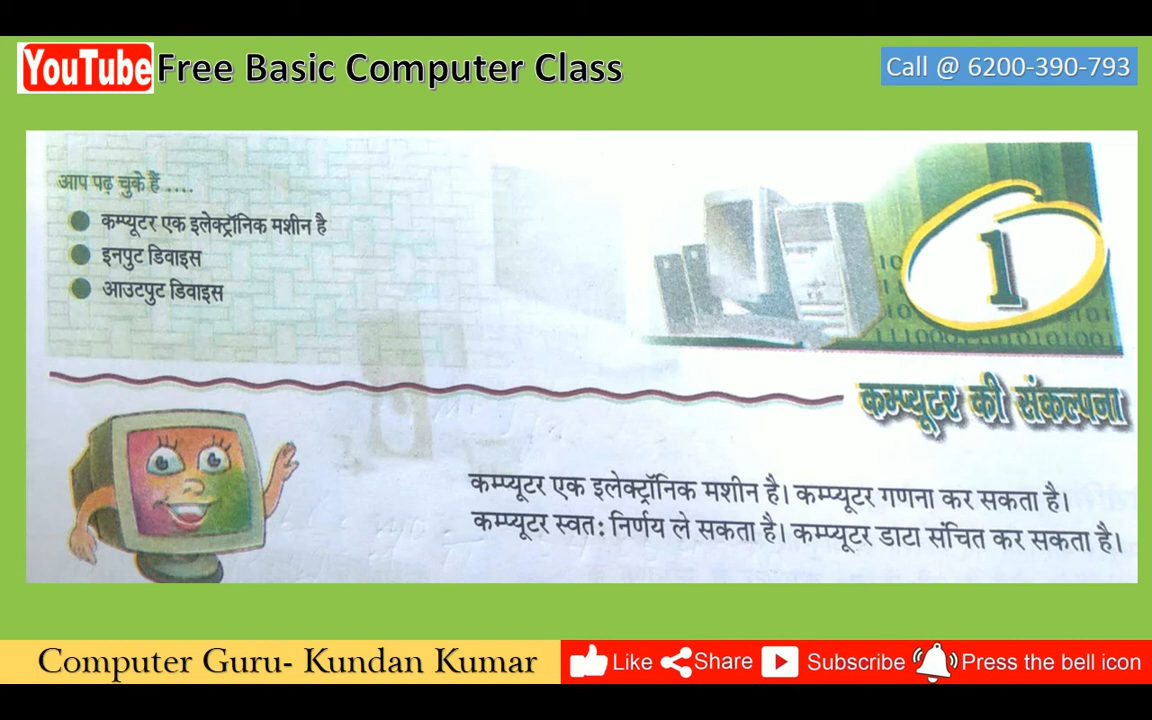 YouTube Free Basic Computer Class
Call @ 6200-390-793
आप पढ़ चुके हैं ....
कम्प्यूटर एक इलेक्ट्रॉनिक मशीन है
इनपुट डिवाइस
आउटपुट डिवाइस
1
कम्प्यूटर की संकल्पना
कम्प्यूटर एक इलेक्ट्रॉनिक मशीन है। कम्प्यूटर गणना कर सकता है।
कम्प्यूटर स्वत: निर्णय ले सकता है। कम्प्यूटर डाटा संचित कर सकता है।
Computer Guru- Kundan Kumar
Like Share Subscribe Press the bell icon